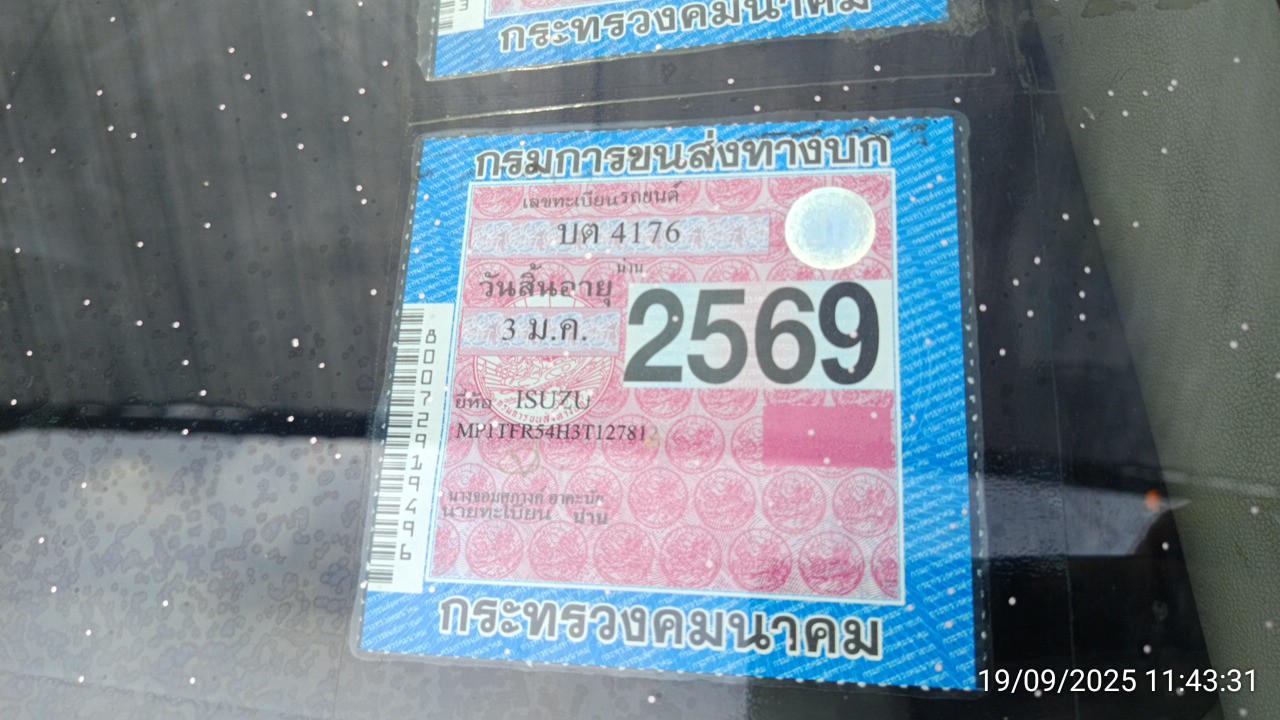 กระทรวงคมนาคม
กรมการขนส่งทางบก
เลขทะเบียนรถยนต์
บต 4176
น่าน
วันสิ้นอายุ
2569
3 ม.ค.
ยี่ห้อ ISUZU
MP1TFR54H3T12781
นายทะเบียน น่าน
8007291949​6
กระทรวงคมนาคม
19/09/2025 11:43:31